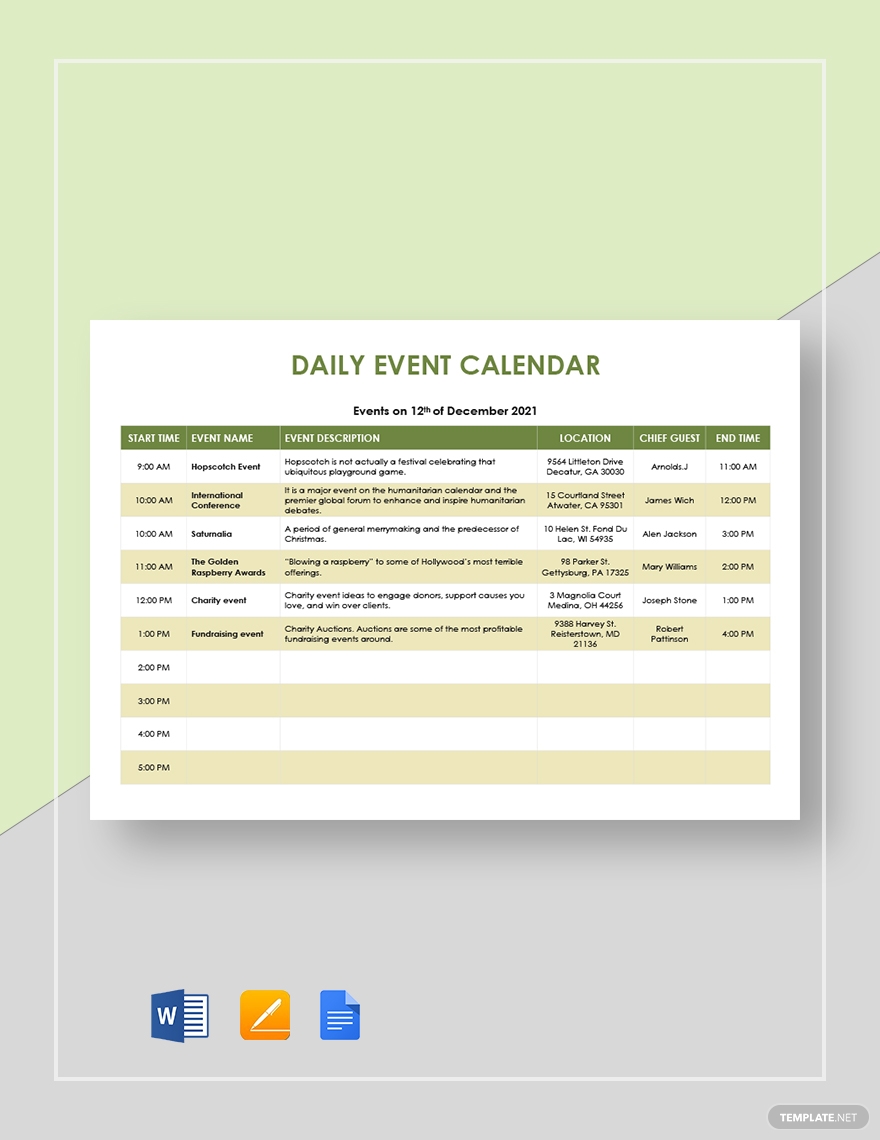 DAILY EVENT CALENDAR
Events on 12th of December 2021
START TIME EVENT NAME EVENT DESCRIPTION LOCATION CHIEF GUEST END TIME
9:00 AM Hopscotch Event Hopscotch is not actually a festival celebrating that
ubiquitous playground game. 9564 Littleton Drive
Decatur, GA 30030 Arnolds.J 11:00 AM
10:00 AM International
Conference It is a major event on the humanitarian calendar and the
premier global forum to enhance and inspire humanitarian
debates. 15 Courtland Street
Atwater, CA 95301 James Wich 12:00 PM
10:00 AM Saturnalia A period of general merrymaking and the predecessor of
Christmas. 10 Helen St. Fond Du
Lac, WI 54935 Alen Jackson 3:00 PM
11:00 AM The Golden
Raspberry Awards "Blowing a raspberry" to some of Hollywood's most terrible
offerings. 98 Parker St.
Gettysburg, PA 17325 Mary Williams 2:00 PM
12:00 PM Charity event Charity event ideas to engage donors, support causes you
love, and win over clients. 3 Magnolia Court
Medina, OH 44256 Joseph Stone 1:00 PM
1:00 PM Fundraising event Charity Auctions. Auctions are some of the most profitable
fundraising events around. 9388 Harvey St.
Reisterstown, MD
21136 Robert
Pattinson 4:00 PM
2:00 PM
3:00 PM
4:00 PM
5:00 PM
W
TEMPLATE.NET